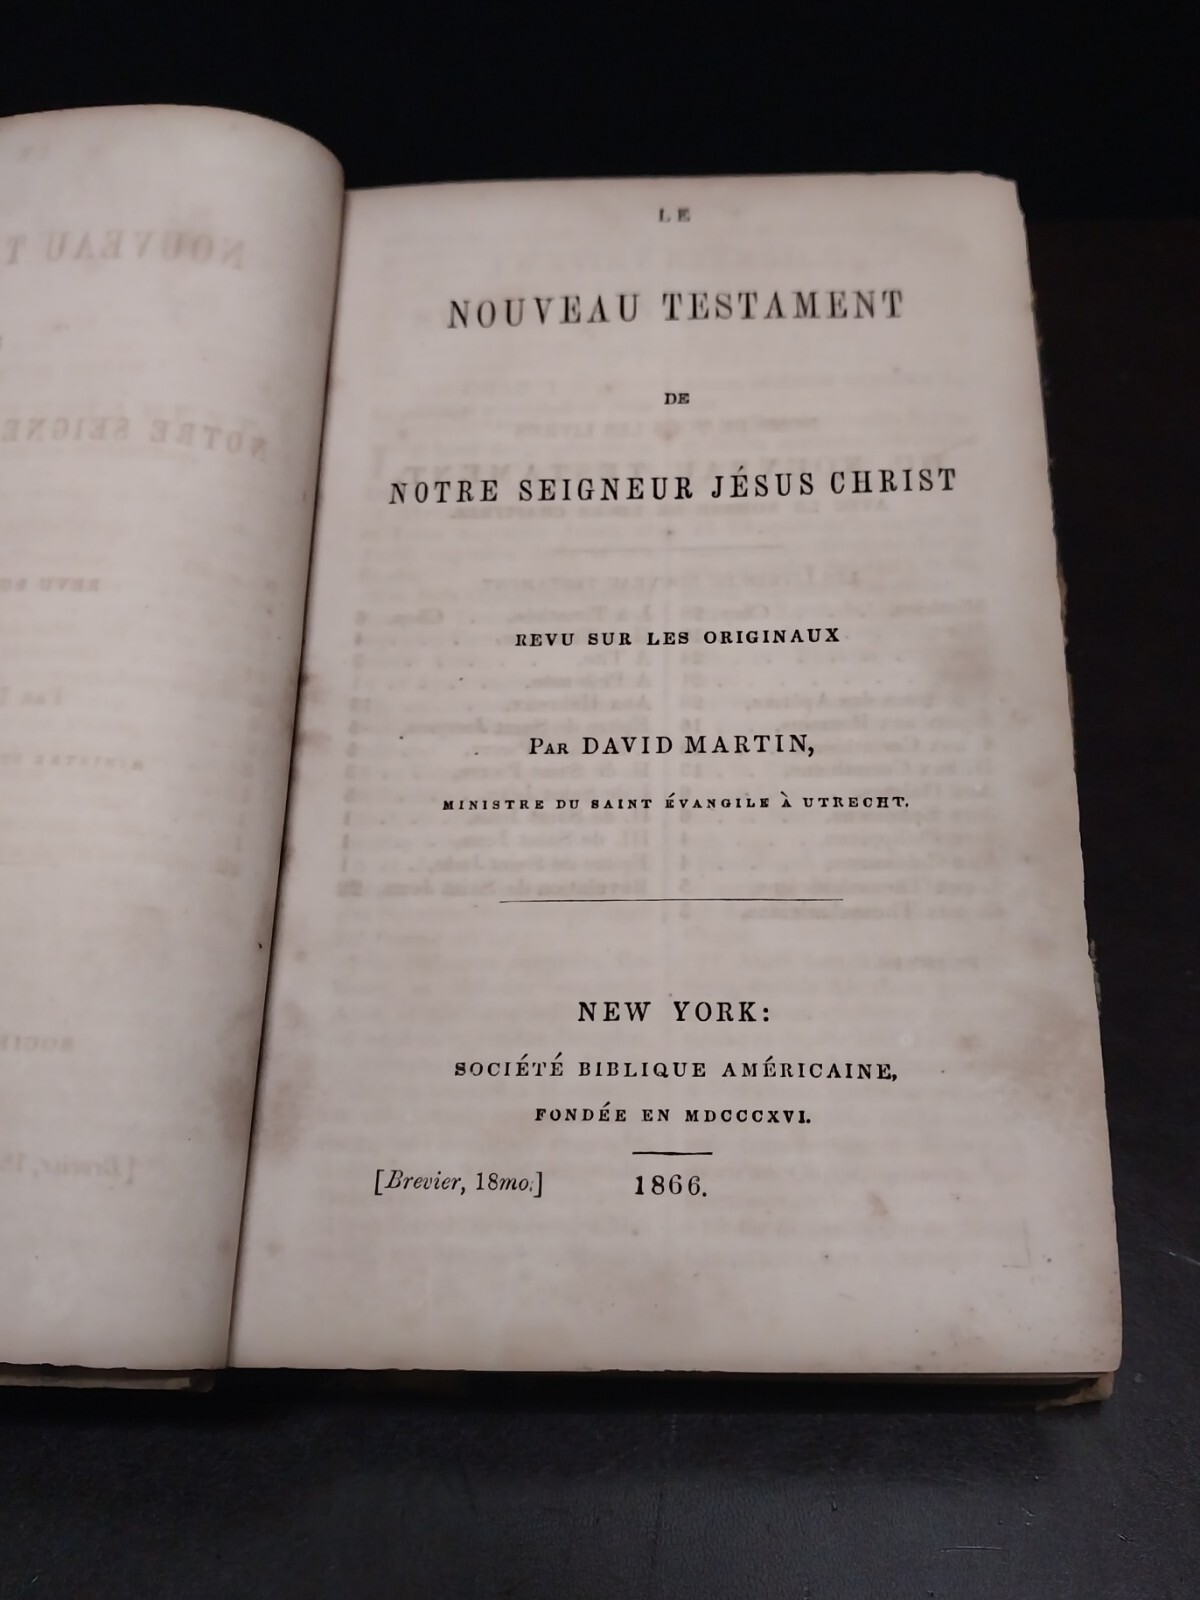 LE
NOUVEAU TESTAMENT
DE
NOTRE SEIGNEUR JÉSUS CHRIST
REVU SUR LES ORIGINAUX
PAR DAVID MARTIN,
MINISTRE DU SAINT ÉVANGILE À UTRECHT.
NEW YORK:
SOCIÉTÉ BIBLIQUE AMÉRICAINE,
FONDÉE EN MDCCCXVI.
[Brevier, 18mo.] 1866.